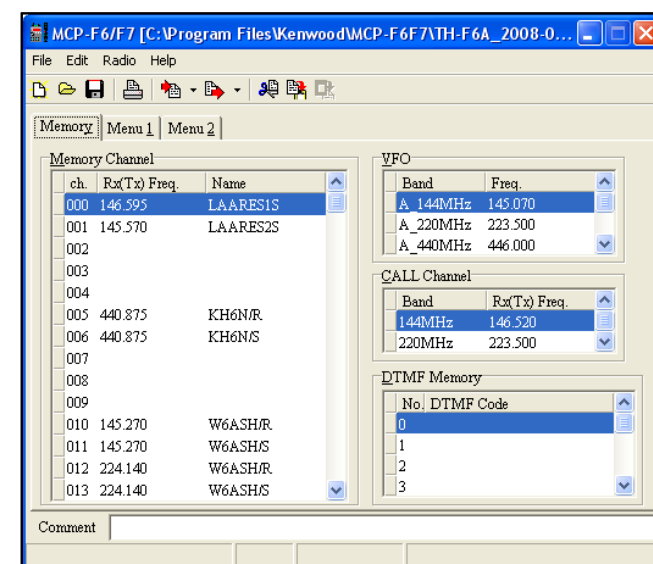 MCP-F6/F7 [C:\Program Files\Kenwood\MCP-F6F7\TH-F6A_2008-0...
File Edit Radio Help
Memory Menu 1 Menu 2
Memory Channel
ch. Rx(Tx) Freq. Name
000 146.595 LAARES1S
001 145.570 LAARES2S
002
003
004
005 440.875 KH6N/R
006 440.875 KH6N/S
007
008
009
010 145.270 W6ASH/R
011 145.270 W6ASH/S
012 224.140 W6ASH/R
013 224.140 W6ASH/S
VFO
Band Freq.
A_144MHz 145.070
A_220MHz 223.500
A_440MHz 446.000
CALL Channel
Band Rx(Tx) Freq.
144MHz 146.520
220MHz 223.500
DTMF Memory
No. DTMF Code
0
1
2
3
Comment